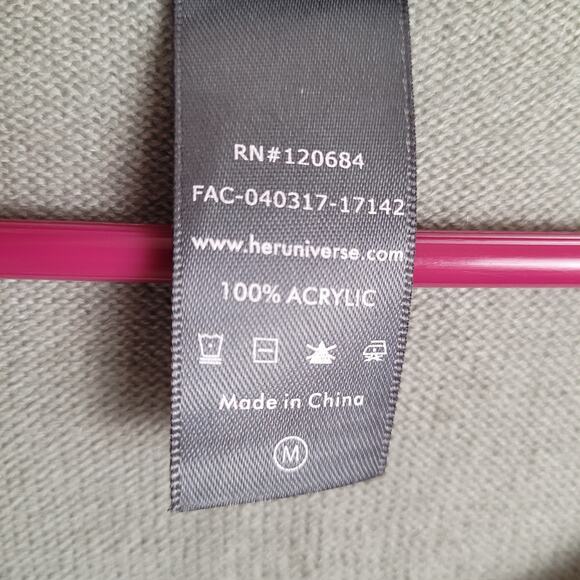 RN#120684
FAC-040317-17142
www.heruniverse.com
100% ACRYLIC
Made in China
M